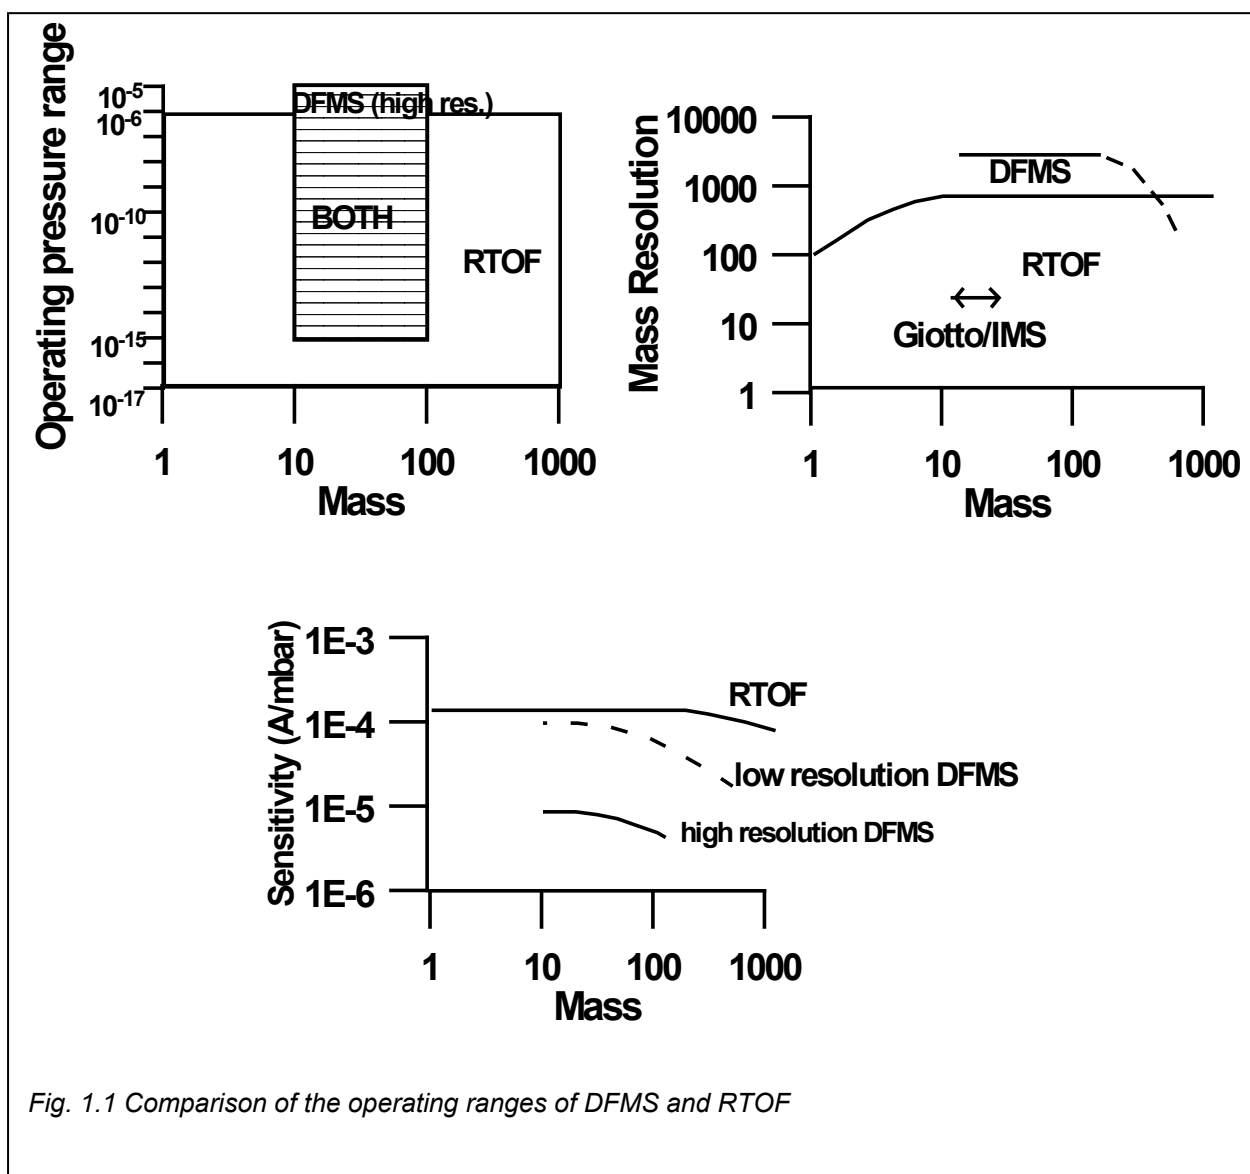 Operating pressure range
10-5
DFMS (high res.)
10-6
10-10
BOTH
RTOF
10-15
10-17
1 10 100 1000
Mass
Mass Resolution
10000
DFMS
1000
100
RTOF
10
Giotto/IMS
1
1 10 100 1000
Mass
Sensitivity (A/mbar)
1E-3
RTOF
1E-4
low resolution DFMS
1E-5
high resolution DFMS
1E-6
1 10 100 1000
Mass
Fig. 1.1 Comparison of the operating ranges of DFMS and RTOF